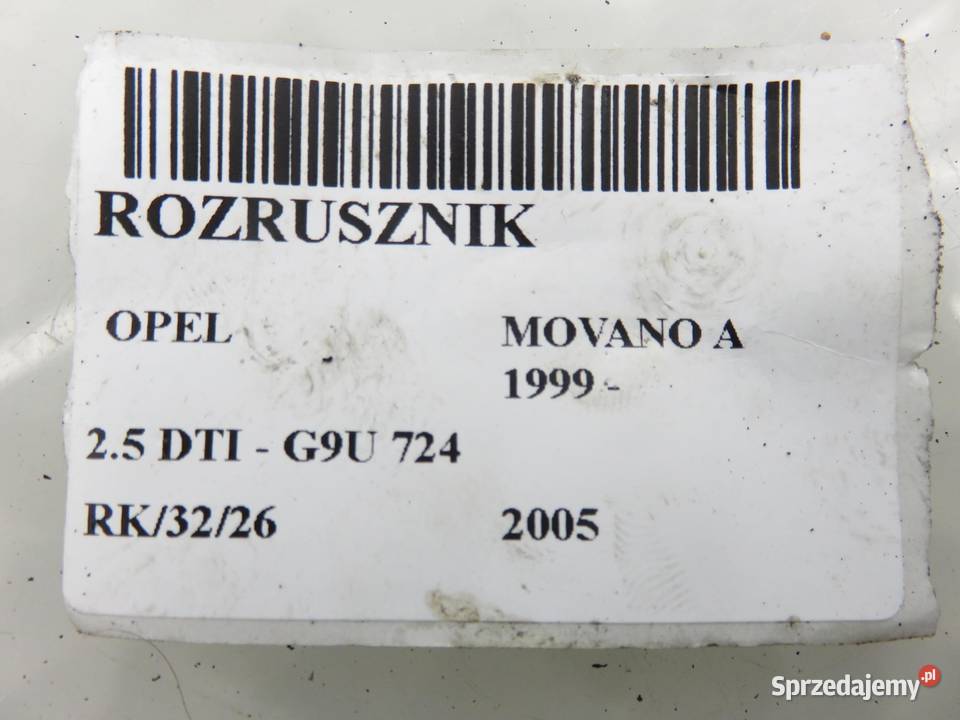 ROZRUSZNIK
OPEL MOVANO A
1999 -
2.5 DTI - G9U 724
RK/32/26 2005
Sprzedajemy.pl